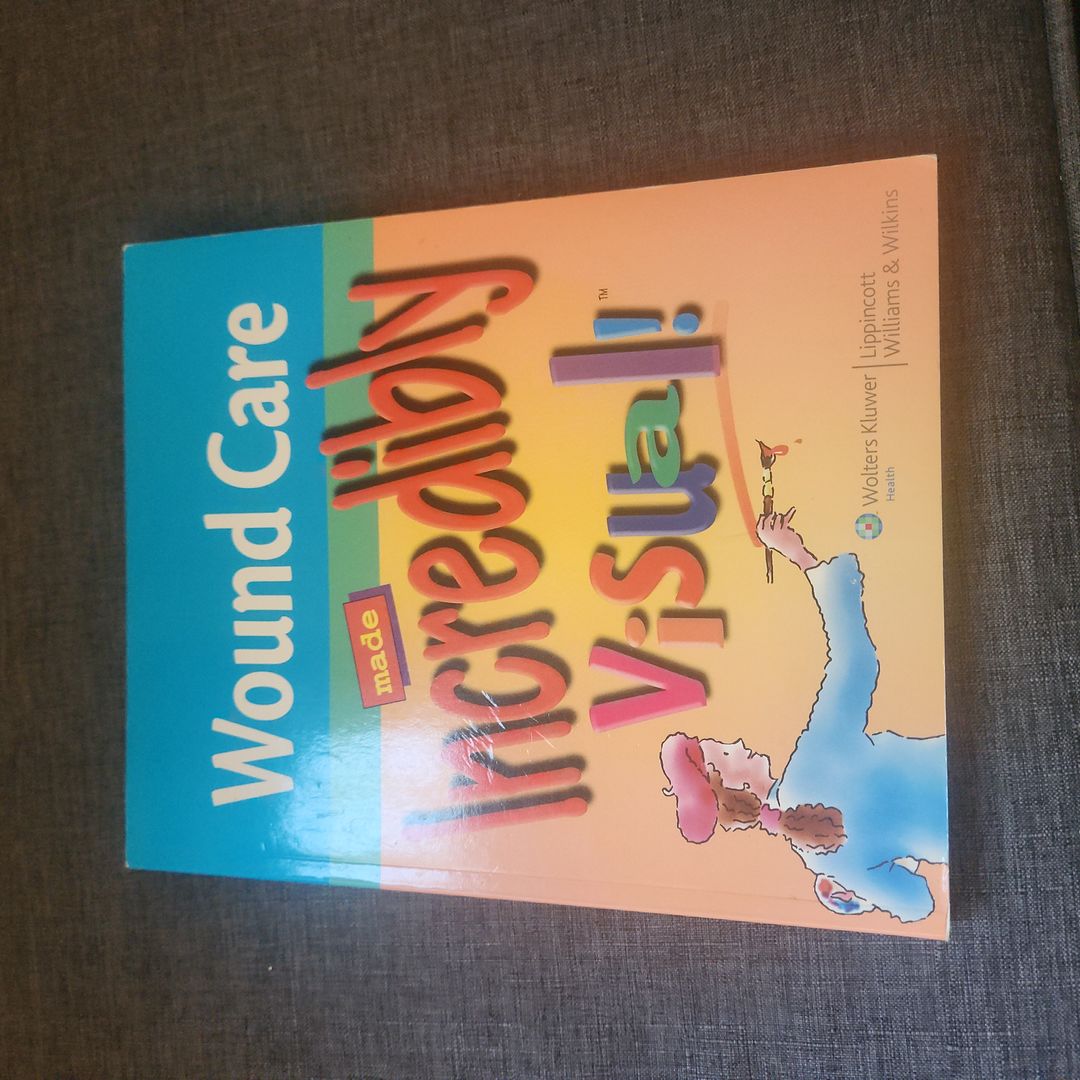 Wound Care
made
Incredibly
Visual!™
Wolters Kluwer | Lippincott
Health
Williams & Wilkins